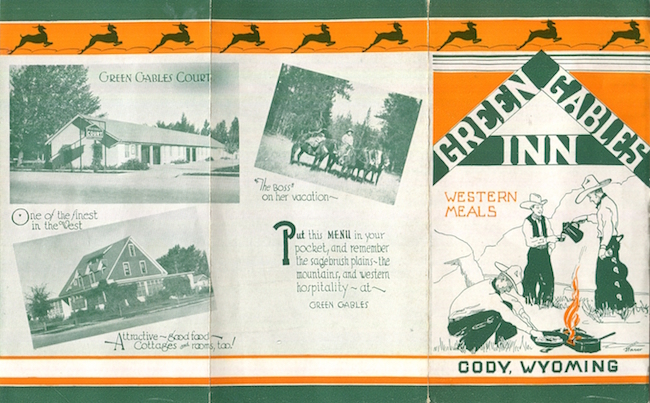 GREEN GABLES COURT
One of the finest
in the West
Attractive - good food -
Cottages and rooms, too!
"The Boss"
on her vacation~
Put this MENU in your
pocket, and remember
the sagebrush plains~the
mountains, and western
hospitality ~ at ~
GREEN GABLES
GREEN GABLES
INN
WESTERN
MEALS
CODY, WYOMING